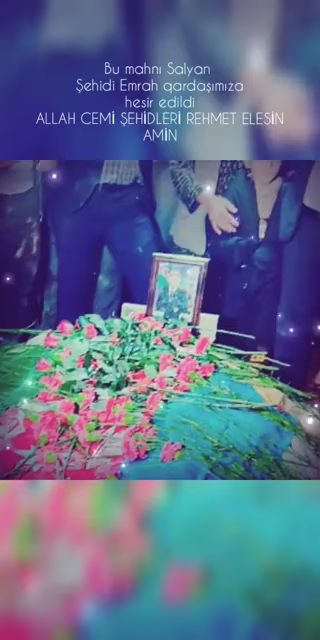 Bu mahnı Salyan
Şehidi Emrah qardaşımıza
hesir edildi
ALLAH CEMİ ŞEHİDLERİ REHMET ELESİN
AMİN